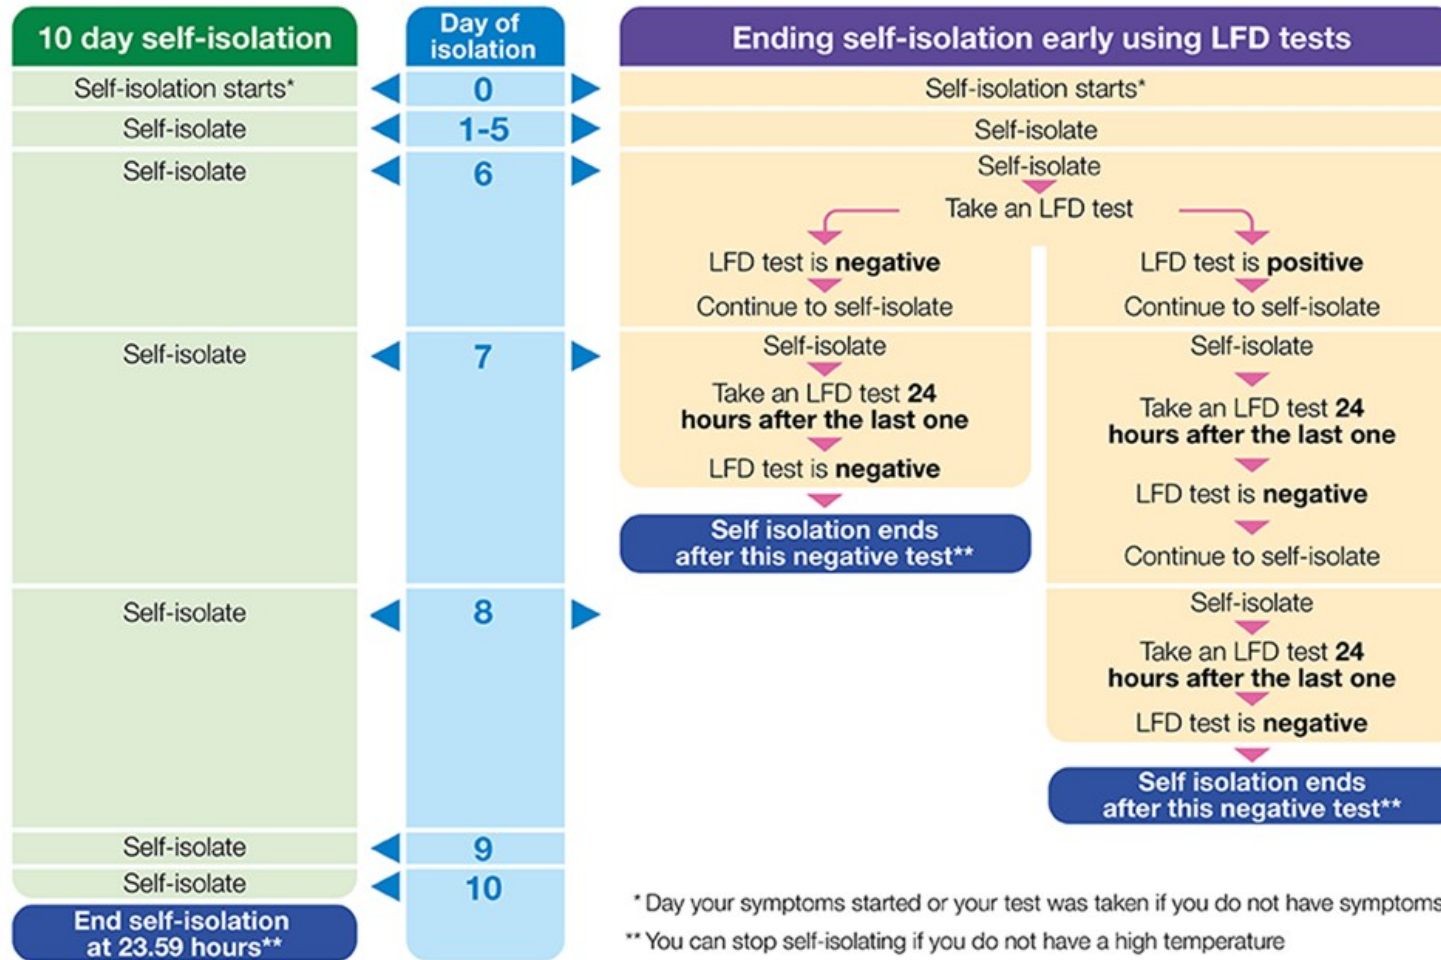 10 day self-isolation
Day of
isolation
Ending self-isolation early using LFD tests
Self-isolation starts*
0
Self-isolation starts*
Self-isolate
1-5
Self-isolate
Self-isolate
6
Self-isolate
Take an LFD test
LFD test is negative
LFD test is positive
Continue to self-isolate
Continue to self-isolate
Self-isolate
7
Self-isolate
Self-isolate
Take an LFD test 24
hours after the last one
LFD test is negative
Self isolation ends
after this negative test**
Take an LFD test 24
hours after the last one
LFD test is negative
Continue to self-isolate
Self-isolate
8
Self-isolate
Take an LFD test 24
hours after the last one
LFD test is negative
Self isolation ends
after this negative test**
Self-isolate
9
Self-isolate
10
End self-isolation
at 23.59 hours**
* Day your symptoms started or your test was taken if you do not have symptoms
** You can stop self-isolating if you do not have a high temperature